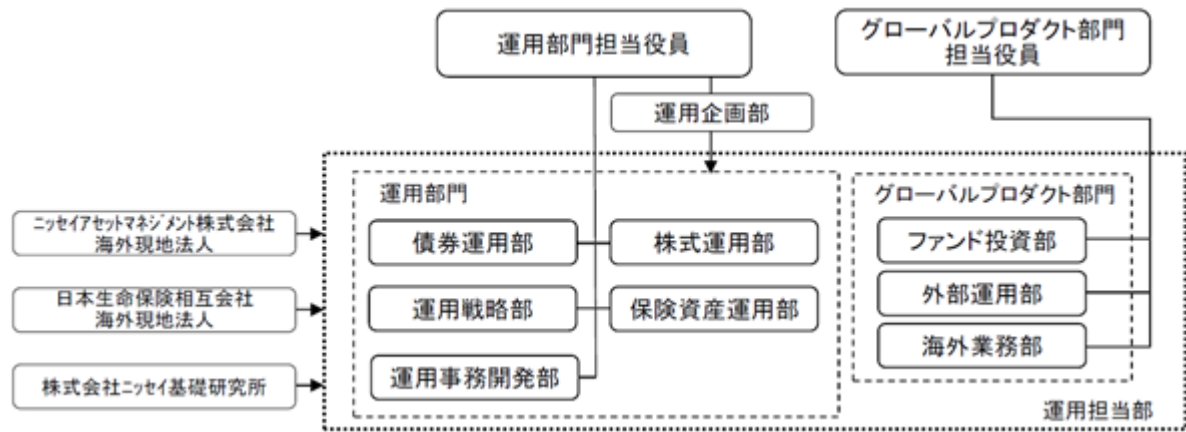 運用部門担当役員
グローバルプロダクト部門
担当役員
運用企画部
運用部門
グローバルプロダクト部門
ニッセイアセットマネジメント株式会社
海外現地法人
債券運用部
株式運用部
ファンド投資部
日本生命保険相互会社
海外現地法人
運用戦略部
保険資産運用部
外部運用部
海外業務部
株式会社ニッセイ基礎研究所
運用事務開発部
運用担当部